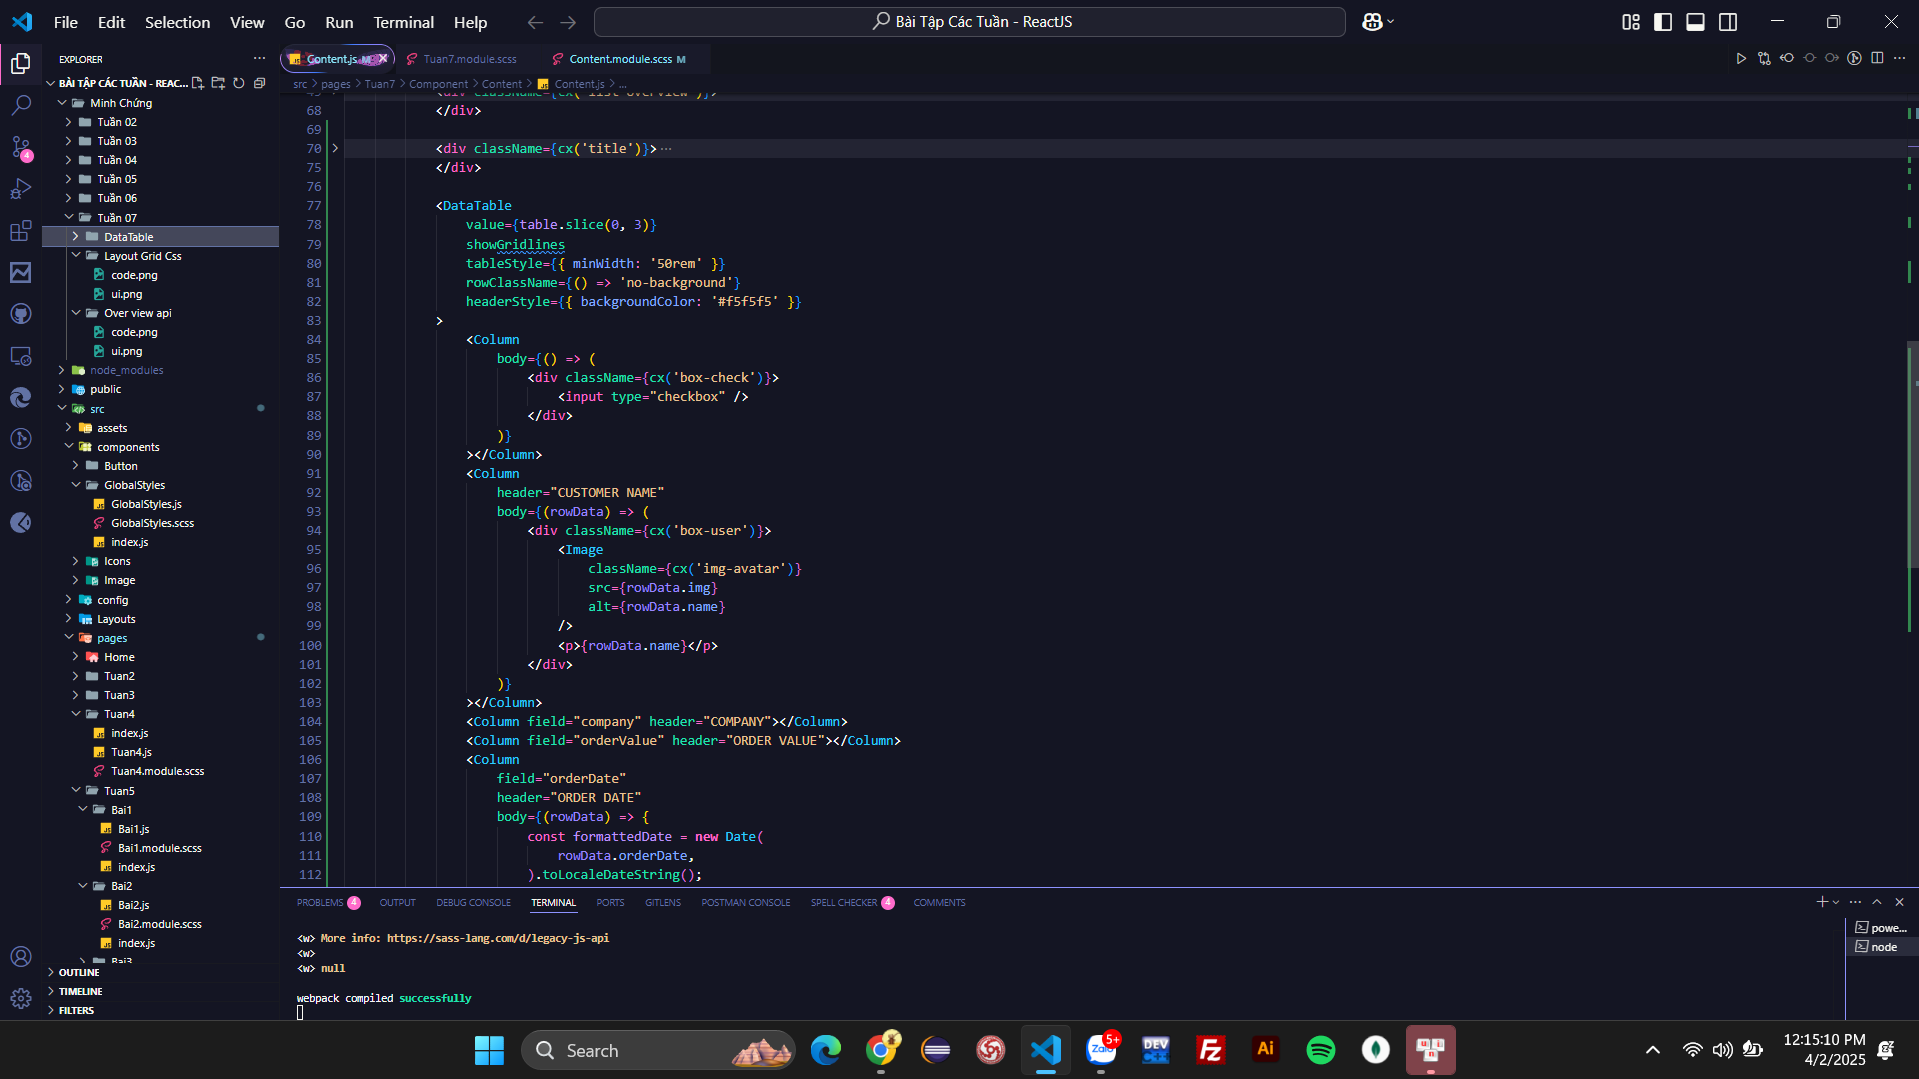 File Edit Selection View Go Run Terminal Help
Bài Tập Các Tuần - ReactJS
EXPLORER
BÀI TẬP CÁC TUẦN - REAC...
Minh Chứng
Tuần 02
Tuần 03
Tuần 04
Tuần 05
Tuần 06
Tuần 07
DataTable
Layout Grid Css
code.png
ui.png
Over view api
code.png
ui.png
node_modules
public
src
assets
components
Button
GlobalStyles
GlobalStyles.js
GlobalStyles.scss
index.js
Icons
Image
config
Layouts
pages
Home
Tuan2
Tuan3
Tuan4
index.js
Tuan4.js
Tuan4.module.scss
Tuan5
Bai1
Bai1.js
Bai1.module.scss
index.js
Bai2
Bai2.js
Bai2.module.scss
index.js
Bai3
OUTLINE
TIMELINE
FILTERS
4
Content.js M
Tuan7.module.scss
Content.module.scss M
src > pages > Tuan7 > Component > Content > Content.js > ...
<div className={cx('list-overview')}>
68 </div>
69
70 <div className={cx('title')}> ...
75 </div>
76
77 <DataTable
78 value={table.slice(0, 3)}
79 showGridlines
80 tableStyle={{ minWidth: '50rem' }}
81 rowClassName={() => 'no-background'}
82 headerStyle={{ backgroundColor: '#f5f5f5' }}
83 >
84 <Column
85 body={() => (
86 <div className={cx('box-check')}>
87 <input type="checkbox" />
88 </div>
89 )}
90 ></Column>
91 <Column
92 header="CUSTOMER NAME"
93 body={(rowData) => (
94 <div className={cx('box-user')}>
95 <Image
96 className={cx('img-avatar')}
97 src={rowData.img}
98 alt={rowData.name}
99 />
100 <p>{rowData.name}</p>
101 </div>
102 )}
103 ></Column>
104 <Column field="company" header="COMPANY"></Column>
105 <Column field="orderValue" header="ORDER VALUE"></Column>
106 <Column
107 field="orderDate"
108 header="ORDER DATE"
109 body={(rowData) => {
110 const formattedDate = new Date(
111 rowData.orderDate,
112 ).toLocaleDateString();
PROBLEMS 4 OUTPUT DEBUG CONSOLE TERMINAL PORTS GITLENS POSTMAN CONSOLE SPELL CHECKER 4 COMMENTS
<w> More info: https://sass-lang.com/d/legacy-js-api
<w>
<w> null
webpack compiled successfully
powe...
node
Search
Zalo
5+
DEV
C++
Fz
Ai
12:15:10 PM
4/2/2025